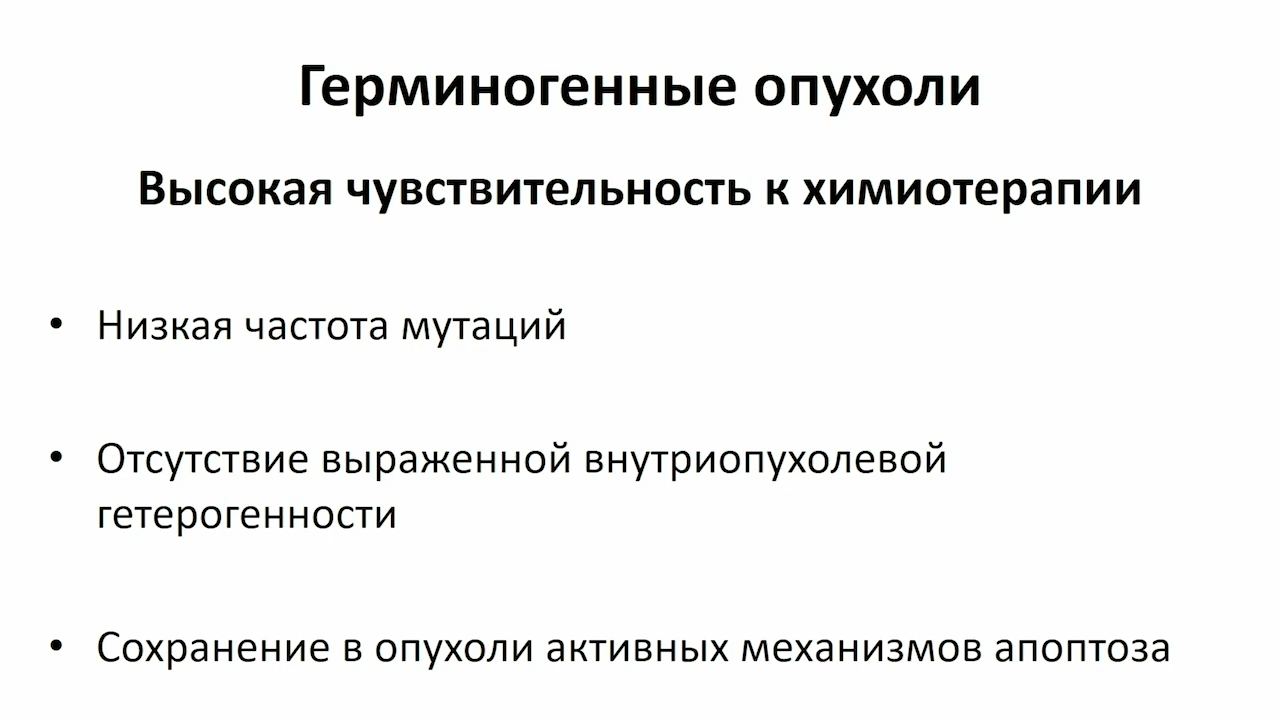 Герминогенные опухоли
Высокая чувствительность к химиотерапии
• Низкая частота мутаций
• Отсутствие выраженной внутриопухолевой
гетерогенности
• Сохранение в опухоли активных механизмов апоптоза